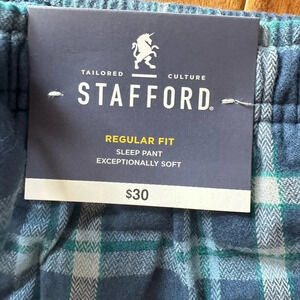 TAILORED CULTURE
STAFFORD®
REGULAR FIT
SLEEP PANT
EXCEPTIONALLY SOFT
$30